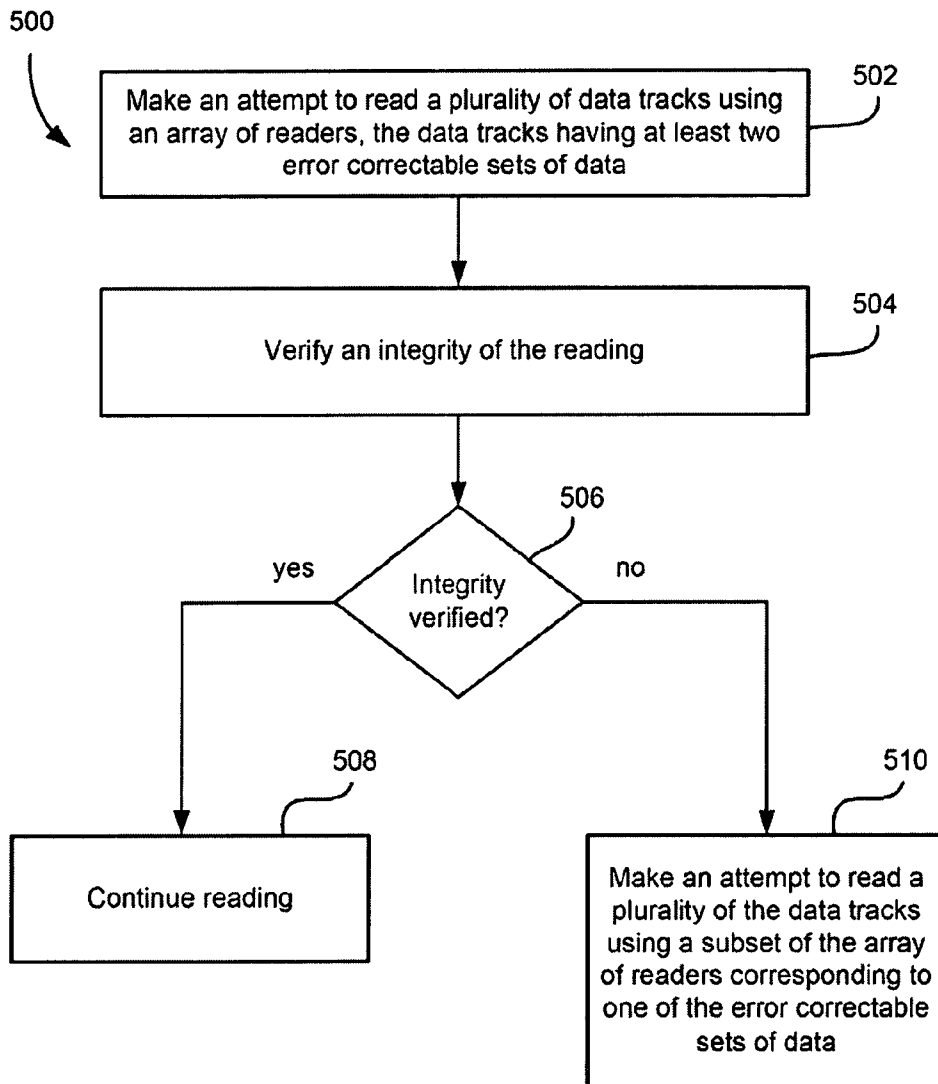 500
502
Make an attempt to read a plurality of data tracks using
an array of readers, the data tracks having at least two
error correctable sets of data
504
Verify an integrity of the reading
506
yes
no
Integrity
verified?
508
510
Continue reading
Make an attempt to read a
plurality of the data tracks
using a subset of the array
of readers corresponding to
one of the error correctable
sets of data